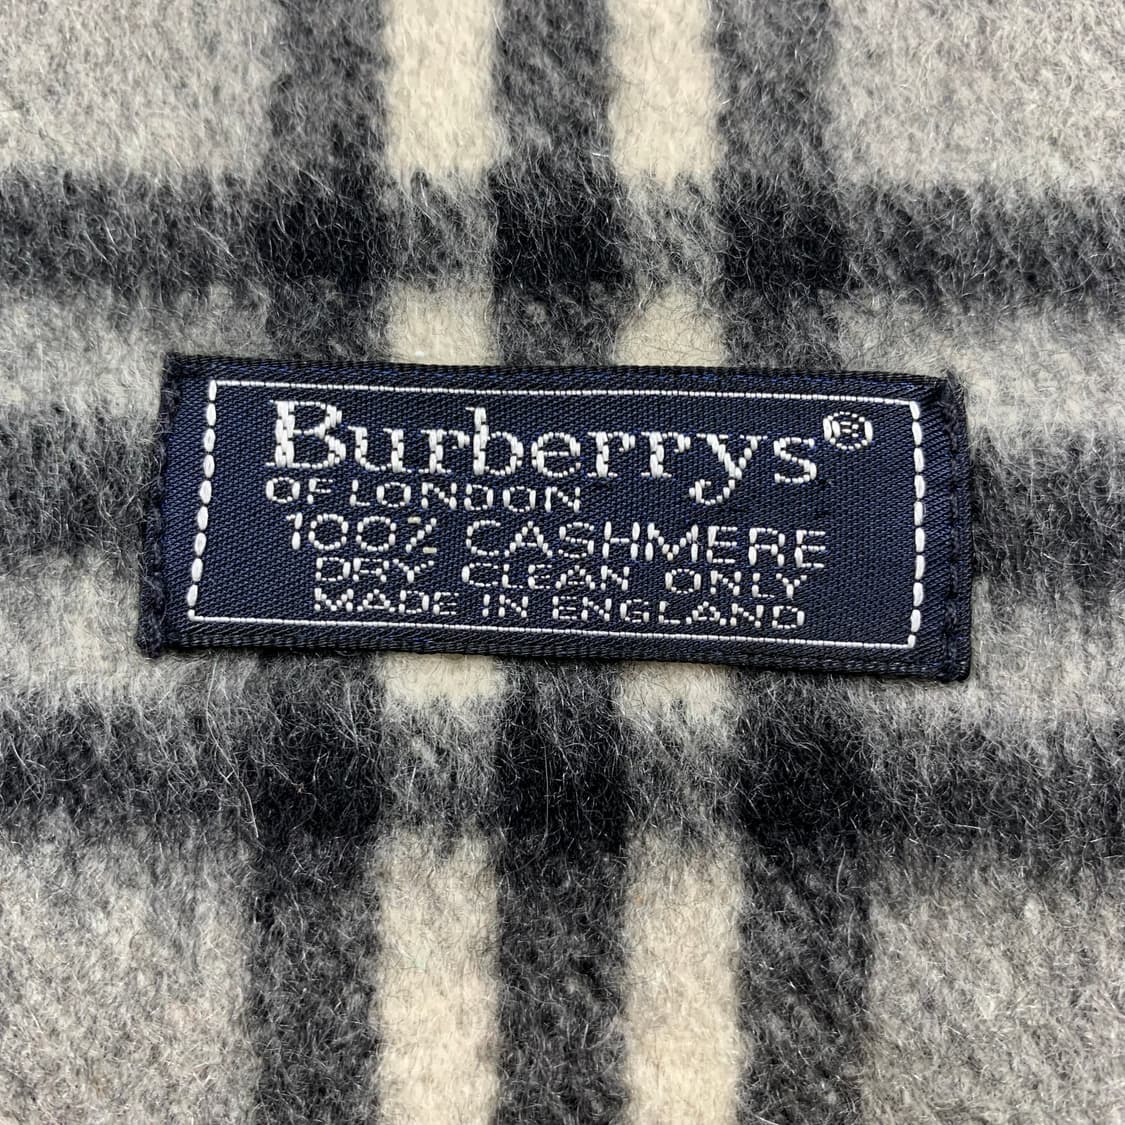 Burberrys®
OF LONDON
100% CASHMERE
DRY CLEAN ONLY
MADE IN ENGLAND